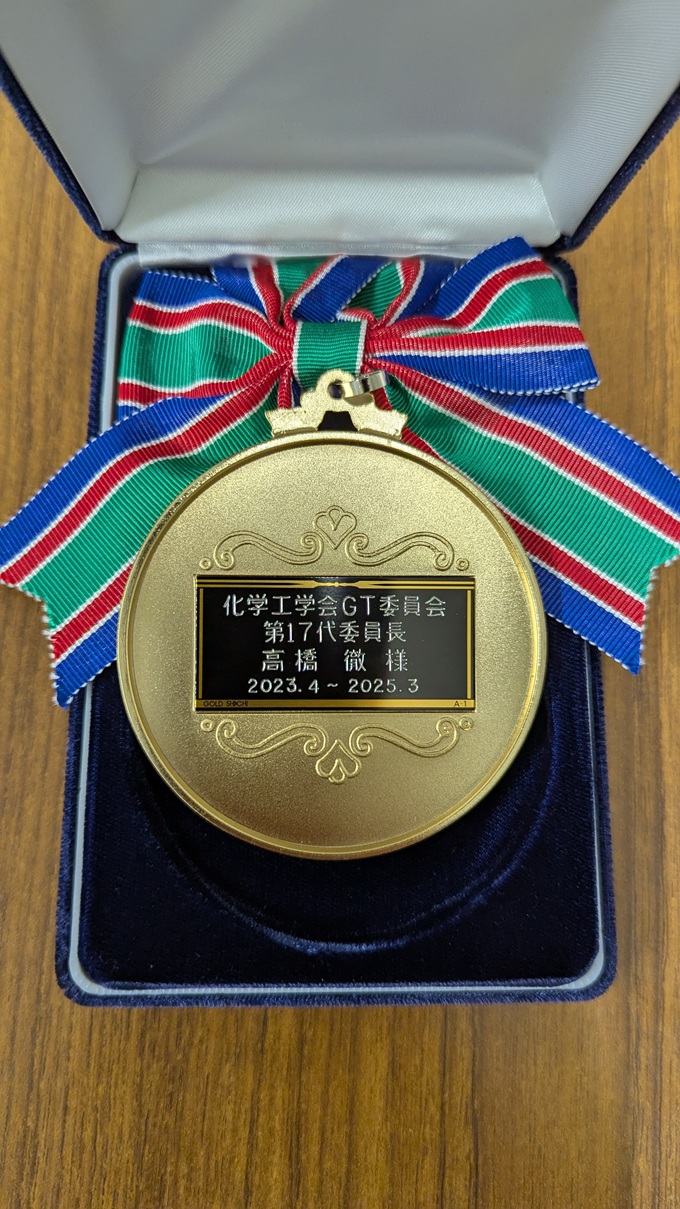 化学工学会GT委員会
第17代委員長
高橋 徹 様
2023.4～2025.3
GOLD SHACHI A-1